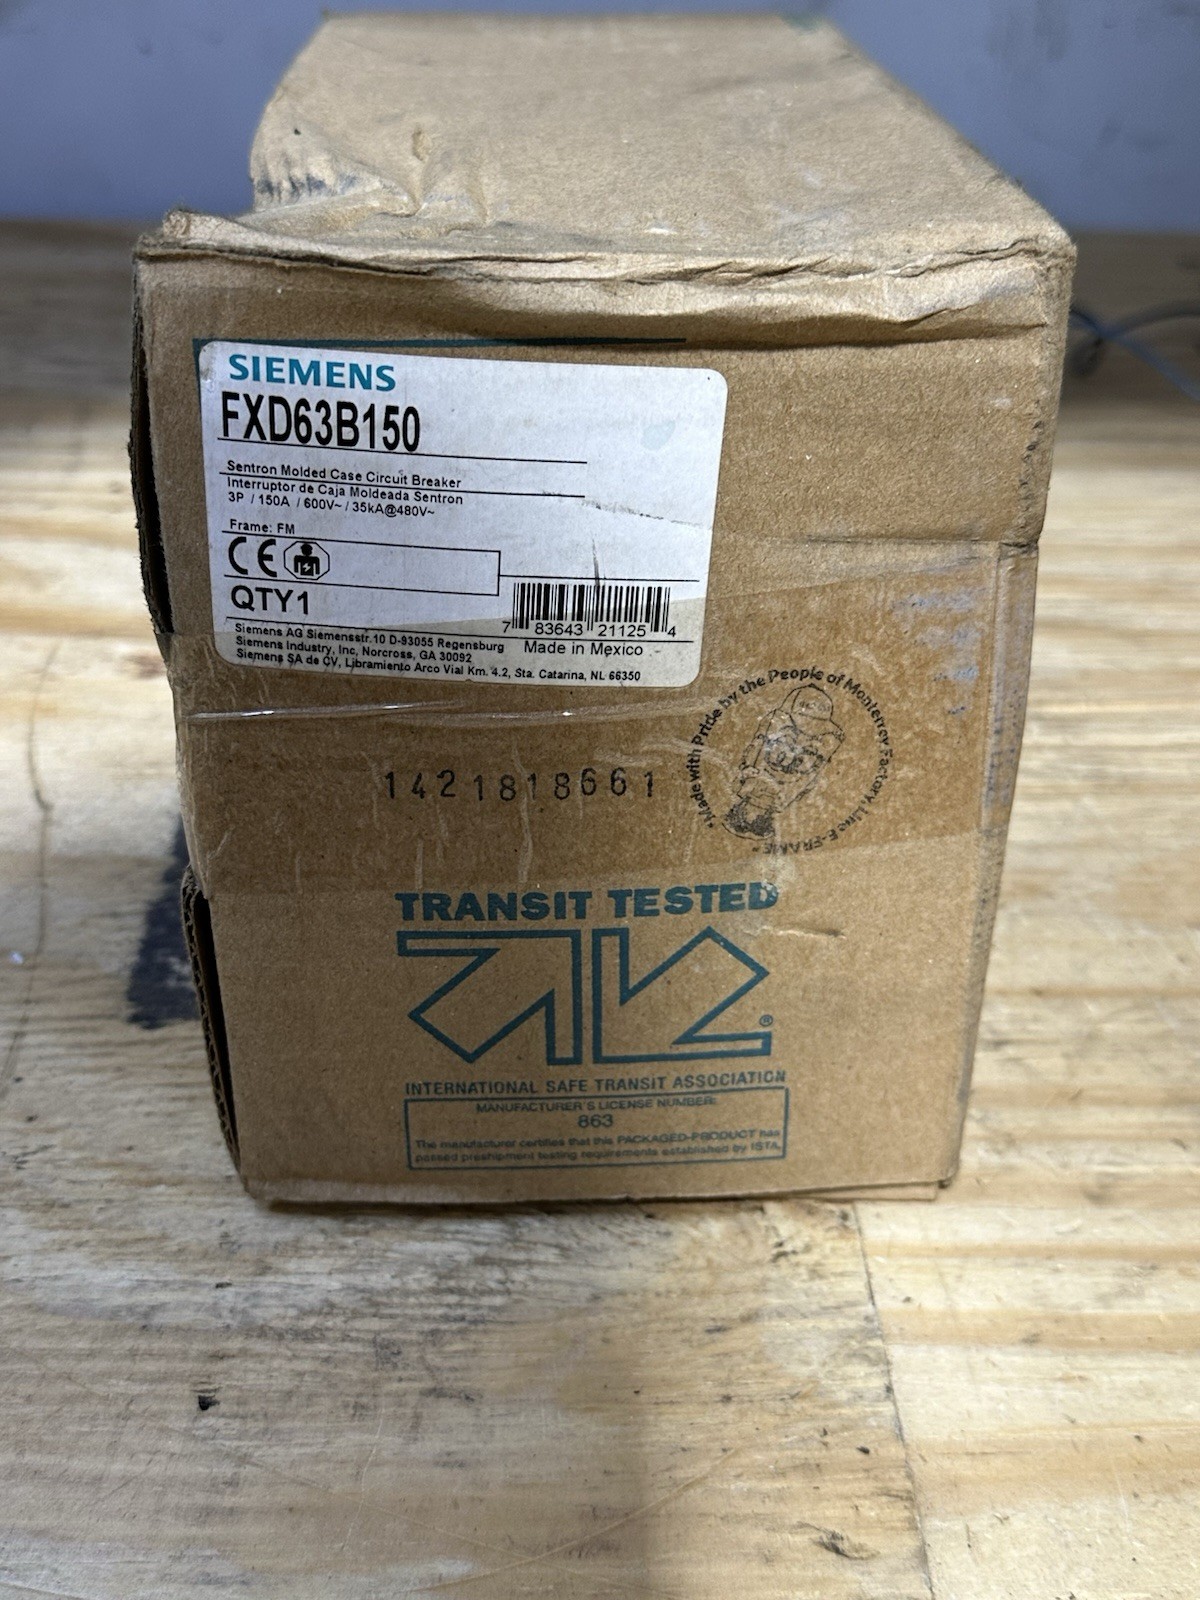 SIEMENS
FXD63B150
Sentron Molded Case Circuit Breaker
Interruptor de Caja Moldeada Sentron
3P / 150A / 600V~ / 35kA@480V~
Frame: FM
CE
QTY1
7 83643 21125 4
Siemens AG Siemensstr.10 D-93055 Regensburg
Siemens Industry, Inc, Norcross, GA 30092
Made in Mexico
Siemens SA de CV, Libramiento Arco Vial Km. 4.2, Sta. Catarina, NL 66350
*Made with Pride by the People of Monterrey Factory, Line E-FRAME~
1421818661
TRANSIT TESTED
®
INTERNATIONAL SAFE TRANSIT ASSOCIATION
MANUFACTURER'S LICENSE NUMBER:
863
The manufacturer certifies that this PACKAGED-PRODUCT has
passed preshipment testing requirements established by ISTA.